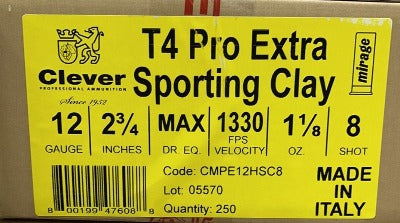 T4 Pro Extra
Sporting Clay
Clever
PROFESSIONAL AMMUNITION
Since 1952
mirage
12 GAUGE
2¾ INCHES
MAX DR. EQ.
1330 FPS VELOCITY
1⅛ OZ.
8 SHOT
Code: CMPE12HSC8
Lot: 05570
Quantity: 250
MADE IN ITALY
8 00199 47608 8